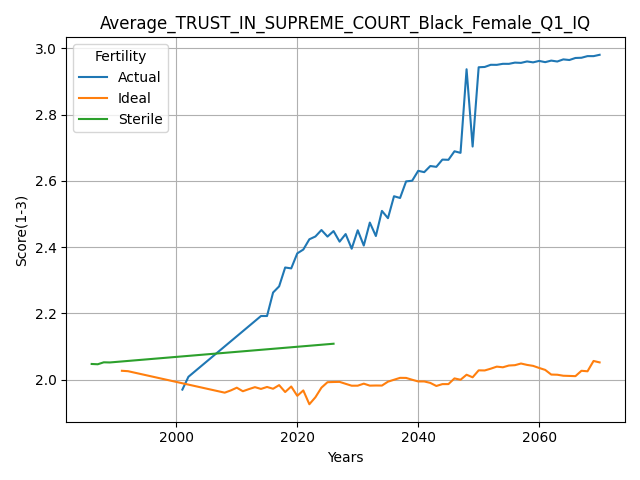 Average_TRUST_IN_SUPREME_COURT_Black_Female_Q1_IQ
Fertility
Actual
Ideal
Sterile
Score(1-3)
3.0
2.8
2.6
2.4
2.2
2.0
2000
2020
2040
2060
Years